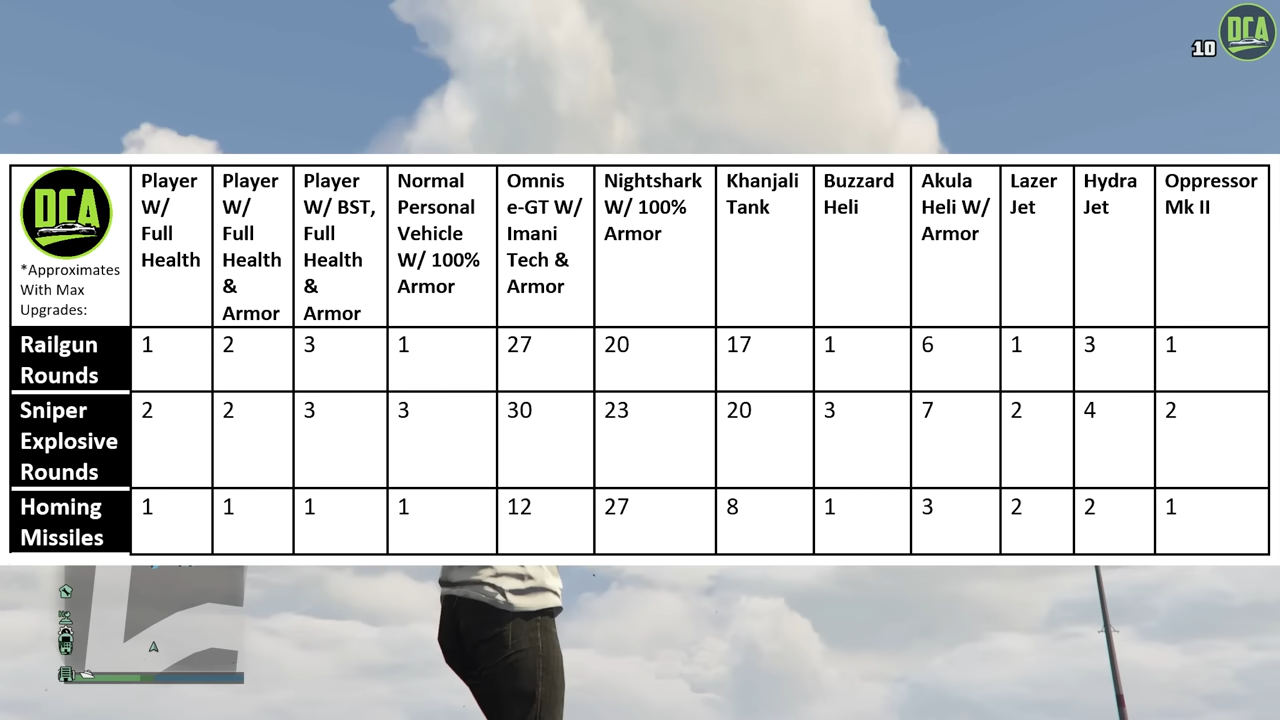 10
DCA
DCA
*Approximates
With Max
Upgrades:
Player
W/
Full
Health
Player
W/
Full
Health
&
Armor
Player
W/ BST,
Full
Health
&
Armor
Normal
Personal
Vehicle
W/ 100%
Armor
Omnis
e-GT W/
Imani
Tech &
Armor
Nightshark
W/ 100%
Armor
Khanjali
Tank
Buzzard
Heli
Akula
Heli W/
Armor
Lazer
Jet
Hydra
Jet
Oppressor
Mk II
Railgun
Rounds
1 2 3 1 27 20 17 1 6 1 3 1
Sniper
Explosive
Rounds
2 2 3 3 30 23 20 3 7 2 4 2
Homing
Missiles
1 1 1 1 12 27 8 1 3 2 2 1